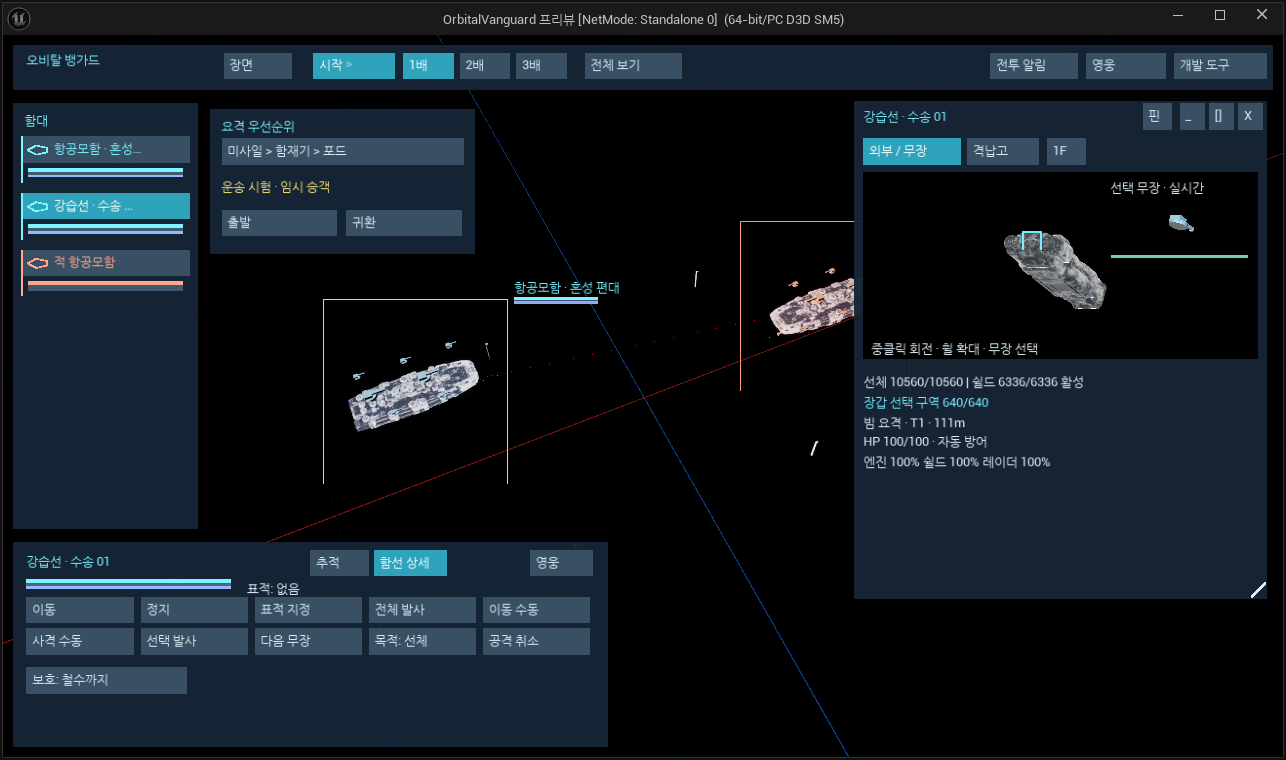 OrbitalVanguard 프리뷰 [NetMode: Standalone 0] (64-bit/PC D3D SM5)
오비탈 뱅가드 장면 시작 1배 2배 3배 전체 보기 전투 알림 영웅 개발 도구
함대
항공모함 · 혼성...
강습선 · 수송 ...
적 항공모함
요격 우선순위
미사일 > 함재기 > 포드
운송 시험 · 임시 승객
출발 귀환
항공모함 · 혼성 편대
강습선 · 수송 01 핀 _ [] X
외부 / 무장 격납고 1F
선택 무장 · 실시간
중클릭 회전 · 휠 확대 · 무장 선택
선체 10560/10560 | 쉴드 6336/6336 활성
장갑 선택 구역 640/640
빔 요격 · T1 · 111m
HP 100/100 · 자동 방어
엔진 100% 쉴드 100% 레이더 100%
강습선 · 수송 01 추적 함선 상세 영웅
표적: 없음
이동 정지 표적 지정 전체 발사 이동 수동
사격 수동 선택 발사 다음 무장 목적: 선체 공격 취소
보호: 철수까지